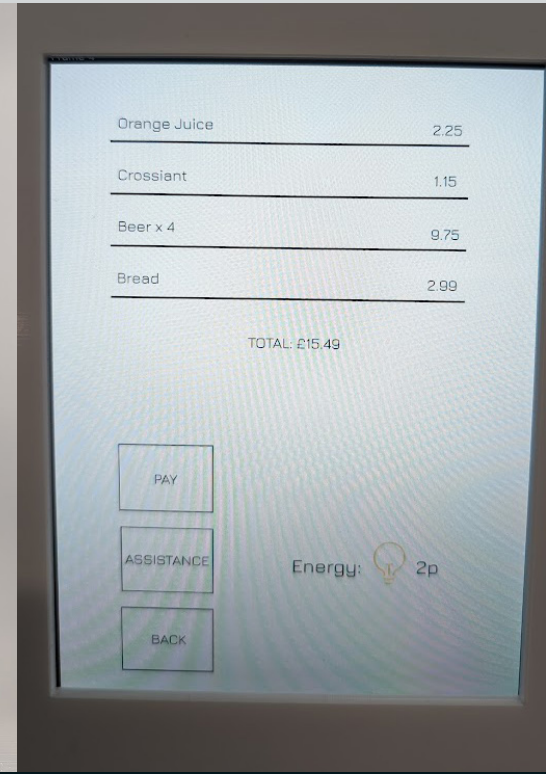 Orange Juice 2.25
Crossiant 1.15
Beer x 4 9.75
Bread 2.99
TOTAL: £15.49
PAY
ASSISTANCE
Energy: 2p
BACK